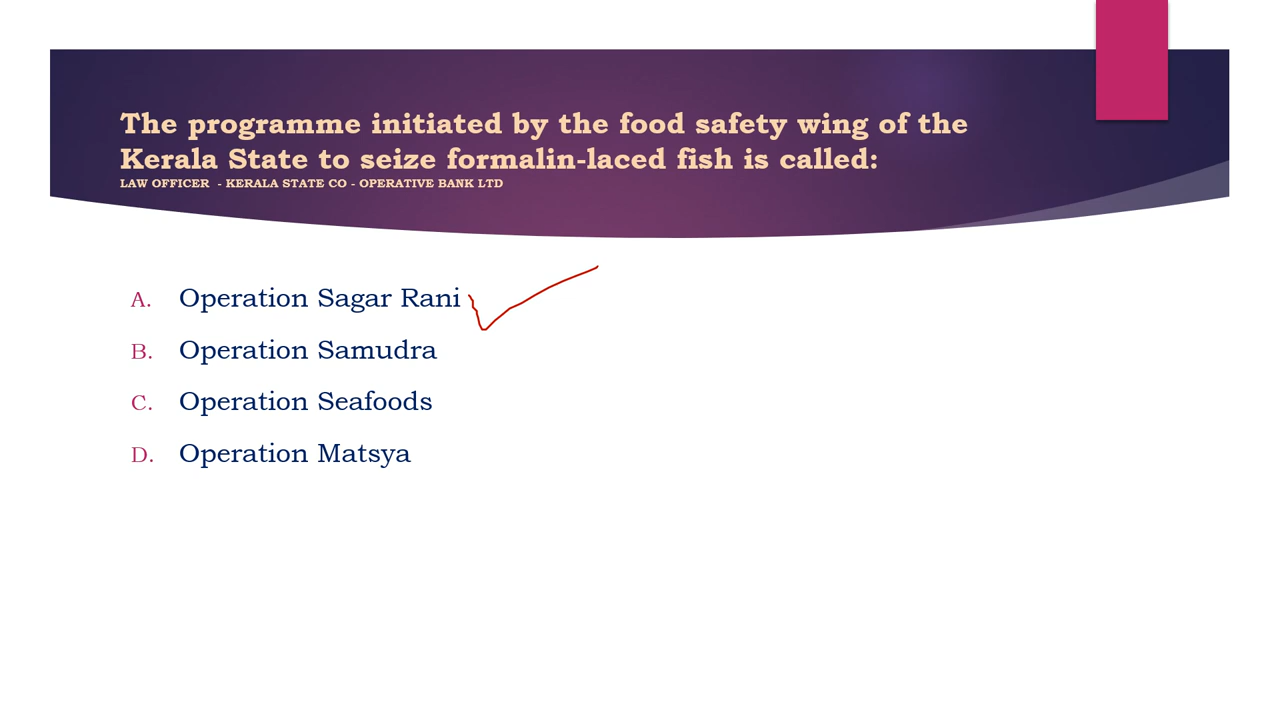 The programme initiated by the food safety wing of the
Kerala State to seize formalin-laced fish is called:
LAW OFFICER - KERALA STATE CO - OPERATIVE BANK LTD
A. Operation Sagar Rani
B. Operation Samudra
C. Operation Seafoods
D. Operation Matsya